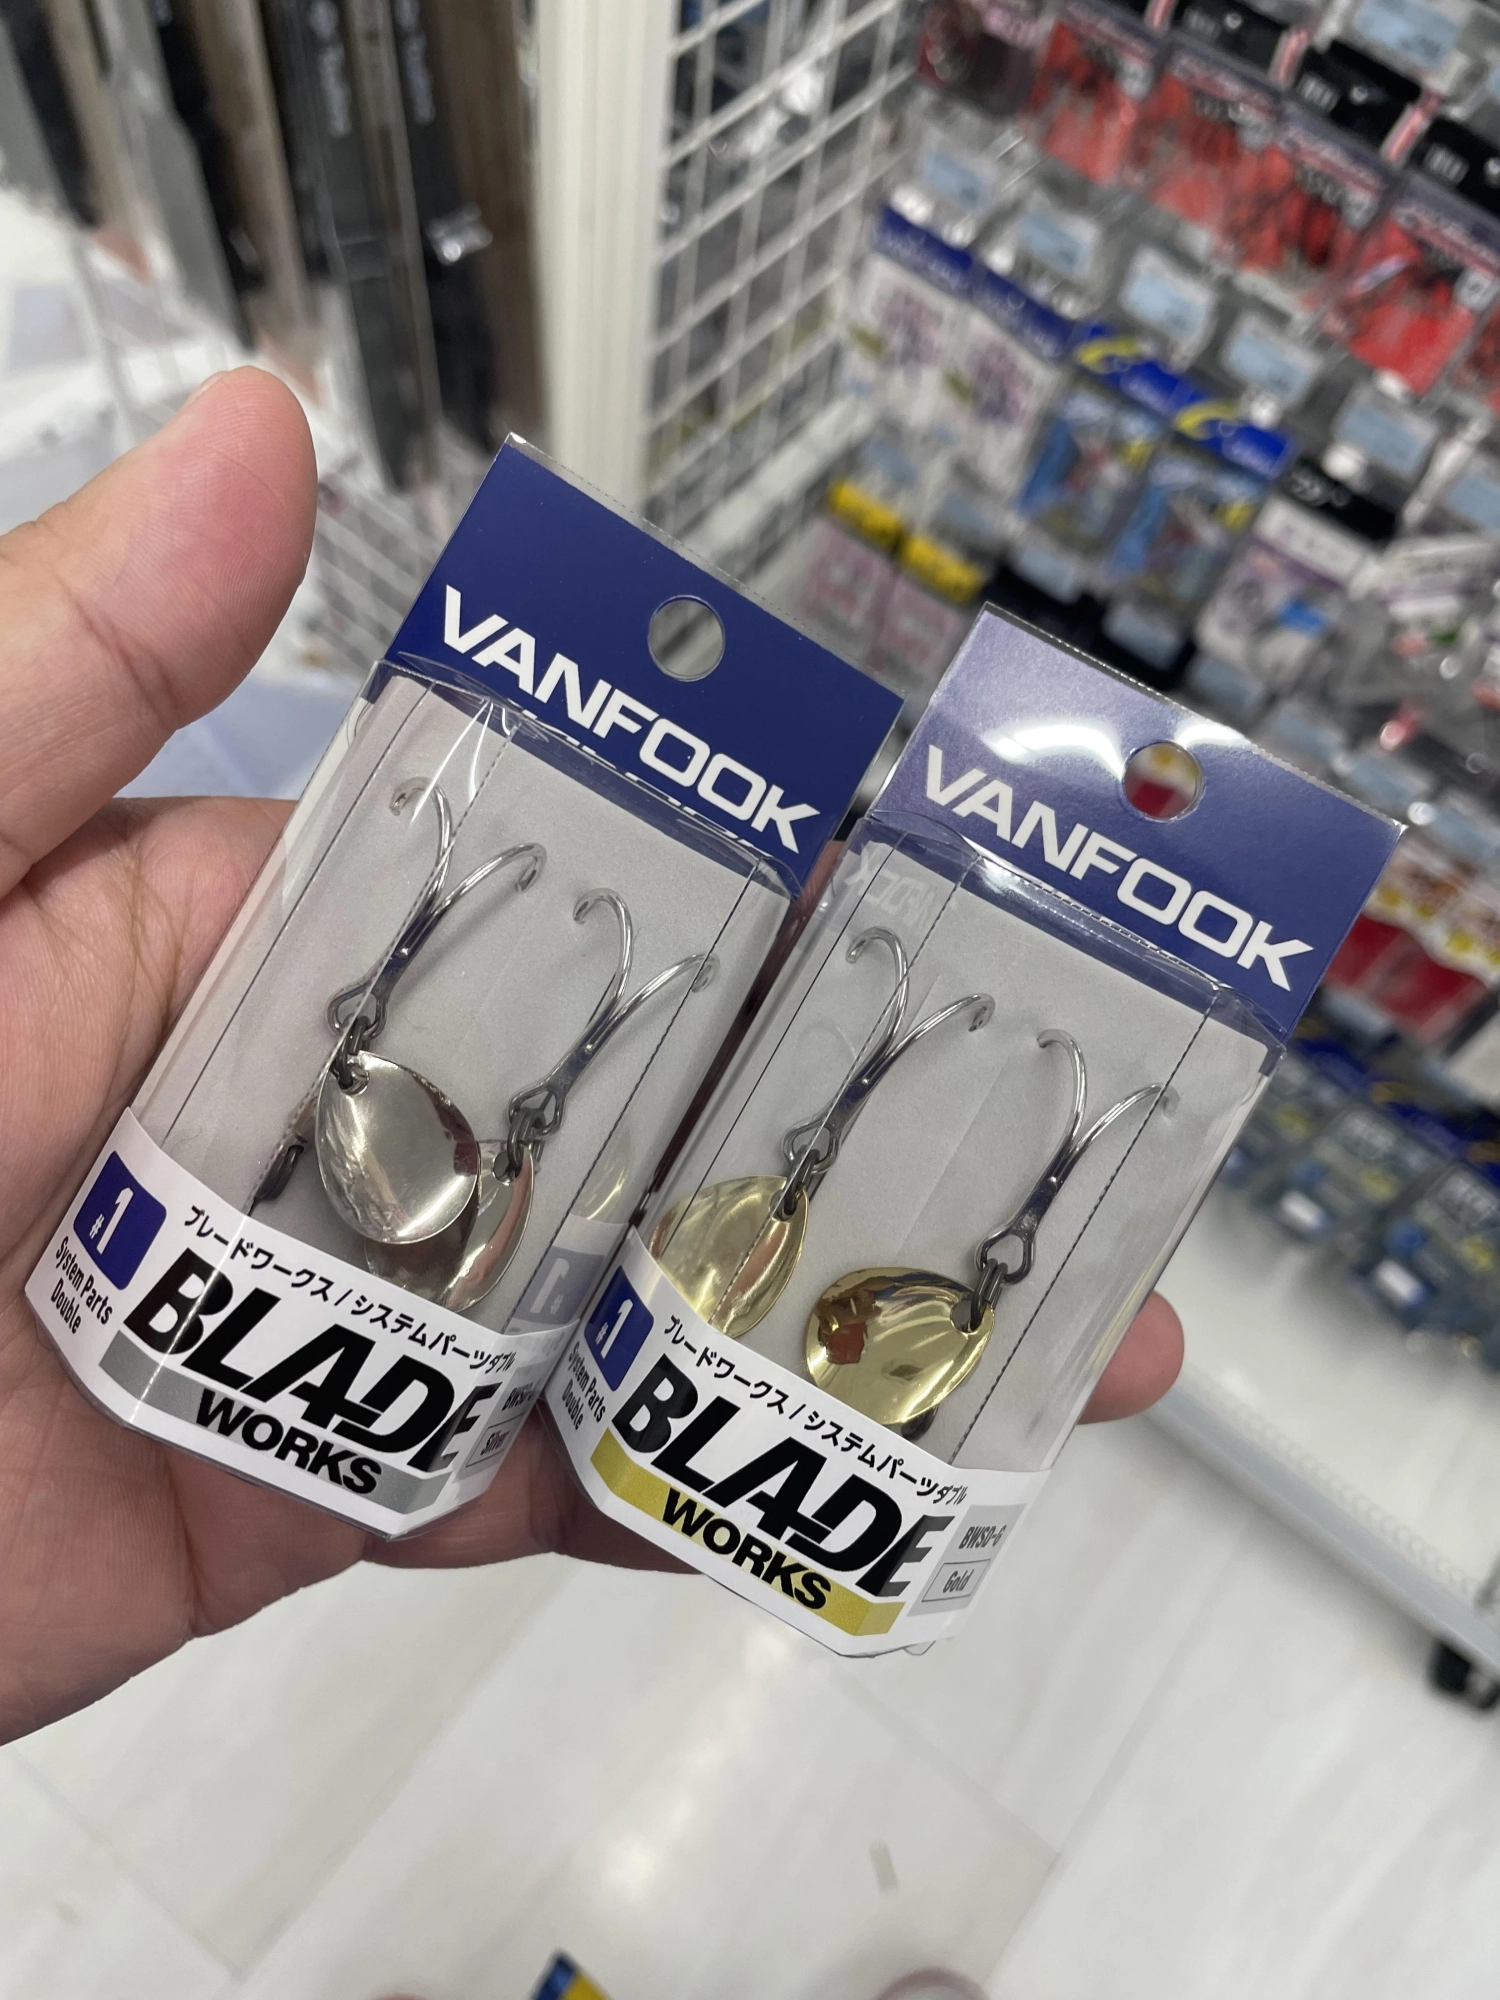 VANFOOK
#1
System Parts
Double
ブレードワークス / システムパーツダブル
BLADE
WORKS
Silver
VANFOOK
#1
System Parts
Double
ブレードワークス / システムパーツダブル
BLADE
WORKS
BWSD-G
Gold